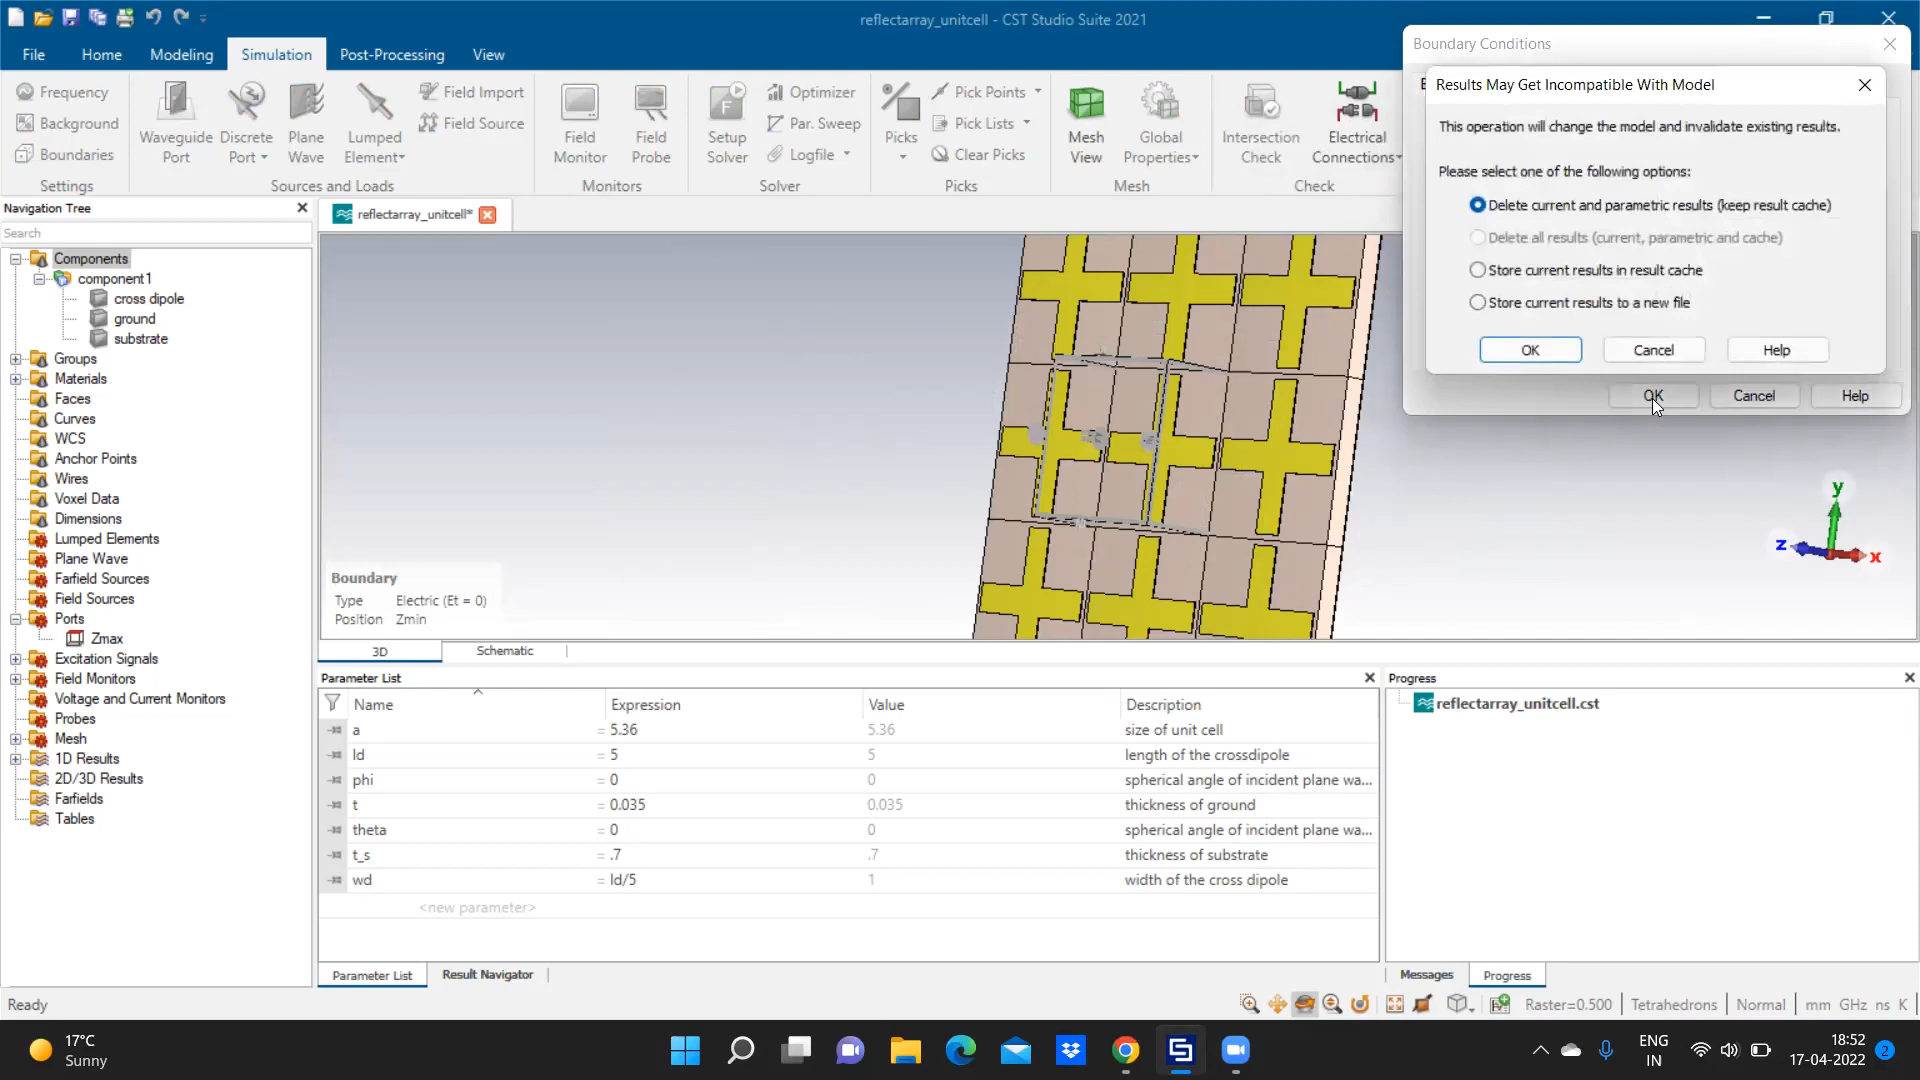 reflectarray_unitcell - CST Studio Suite 2021
File
Home
Modeling
Simulation
Post-Processing
View
Frequency
Background
Boundaries
Settings
Waveguide
Port
Discrete
Port
Plane
Wave
Lumped
Element
Field Import
Field Source
Sources and Loads
Field
Monitor
Field
Probe
Monitors
Setup
Solver
Optimizer
Par. Sweep
Logfile
Solver
Picks
Pick Points
Pick Lists
Clear Picks
Picks
Mesh
View
Global
Properties
Mesh
Intersection
Check
Electrical
Connections
Check
Boundary Conditions
Results May Get Incompatible With Model
This operation will change the model and invalidate existing results.
Please select one of the following options:
Delete current and parametric results (keep result cache)
Delete all results (current, parametric and cache)
Store current results in result cache
Store current results to a new file
OK
Cancel
Help
OK
Cancel
Help
Navigation Tree
Search
Components
component1
cross dipole
ground
substrate
Groups
Materials
Faces
Curves
WCS
Anchor Points
Wires
Voxel Data
Dimensions
Lumped Elements
Plane Wave
Farfield Sources
Field Sources
Ports
Zmax
Excitation Signals
Field Monitors
Voltage and Current Monitors
Probes
Mesh
1D Results
2D/3D Results
Farfields
Tables
reflectarray_unitcell*
y
z
x
Boundary
Type Electric (Et = 0)
Position Zmin
3D
Schematic
Parameter List
Name Expression Value Description
a = 5.36 5.36 size of unit cell
ld = 5 5 length of the crossdipole
phi = 0 0 spherical angle of incident plane wa...
t = 0.035 0.035 thickness of ground
theta = 0 0 spherical angle of incident plane wa...
t_s = .7 .7 thickness of substrate
wd = ld/5 1 width of the cross dipole
<new parameter>
Parameter List
Result Navigator
Progress
reflectarray_unitcell.cst
Messages
Progress
Ready
Raster=0.500
Tetrahedrons
Normal
mm GHz ns K
17°C
Sunny
ENG
IN
18:52
17-04-2022
2